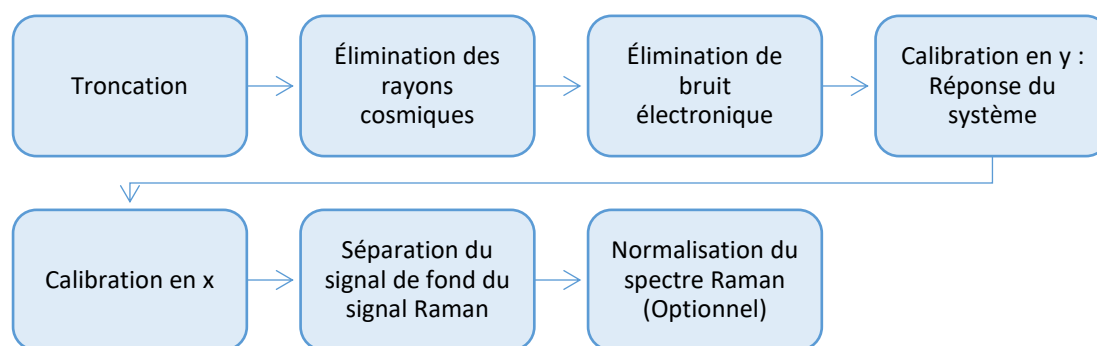 Troncation
Élimination des
rayons
cosmiques
Élimination de
bruit
électronique
Calibration en y :
Réponse du
système
Calibration en x
Séparation du
signal de fond du
signal Raman
Normalisation du
spectre Raman
(Optionnel)